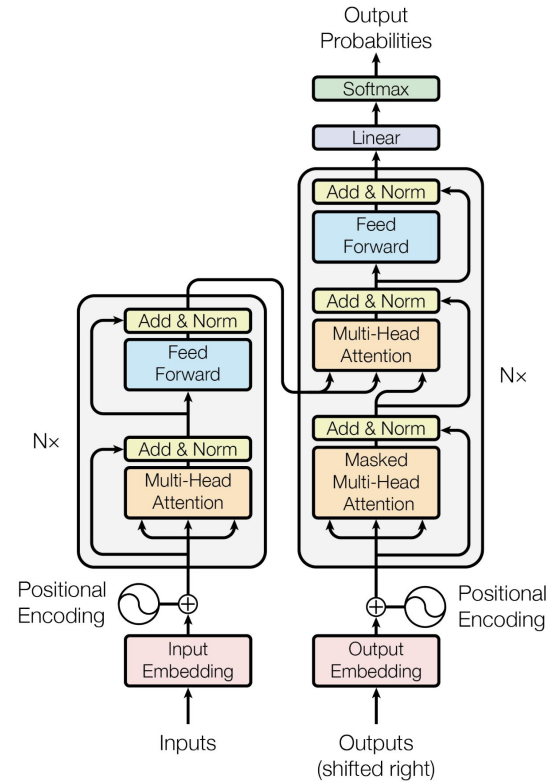 Output
Probabilities
Softmax
Linear
Add & Norm
Feed
Forward
Add & Norm
Multi-Head
Attention
Add & Norm
Masked
Multi-Head
Attention
N×
Add & Norm
Feed
Forward
Add & Norm
Multi-Head
Attention
N×
Positional
Encoding
Positional
Encoding
Input
Embedding
Output
Embedding
Inputs
Outputs
(shifted right)